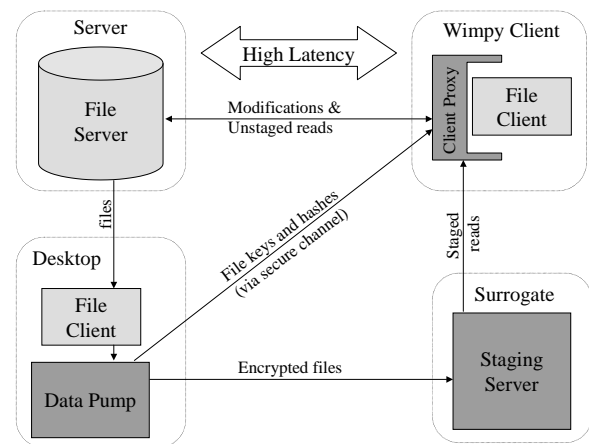 Server
Wimpy Client
High Latency
File
Server
Modifications &
Unstaged reads
Client Proxy
File
Client
files
File keys and hashes
(via secure channel)
Staged
reads
Desktop
File
Client
Surrogate
Encrypted files
Data Pump
Staging
Server